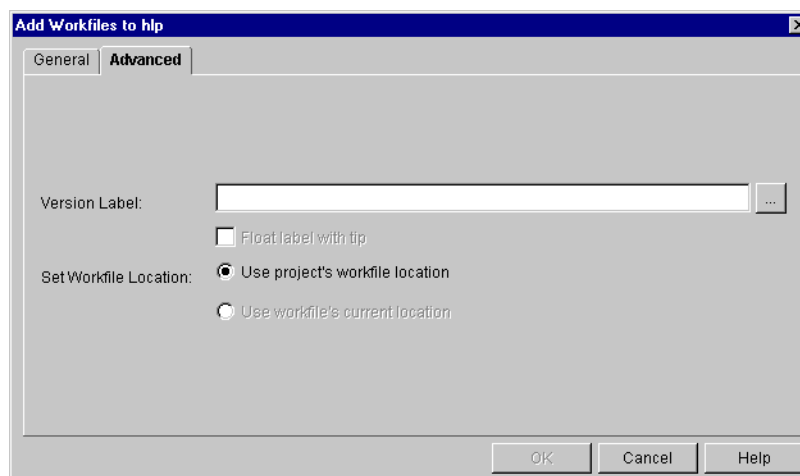 Add Workfiles to hlp
General Advanced
Version Label: ...
Float label with tip
Set Workfile Location: Use project's workfile location
Use workfile's current location
OK Cancel Help